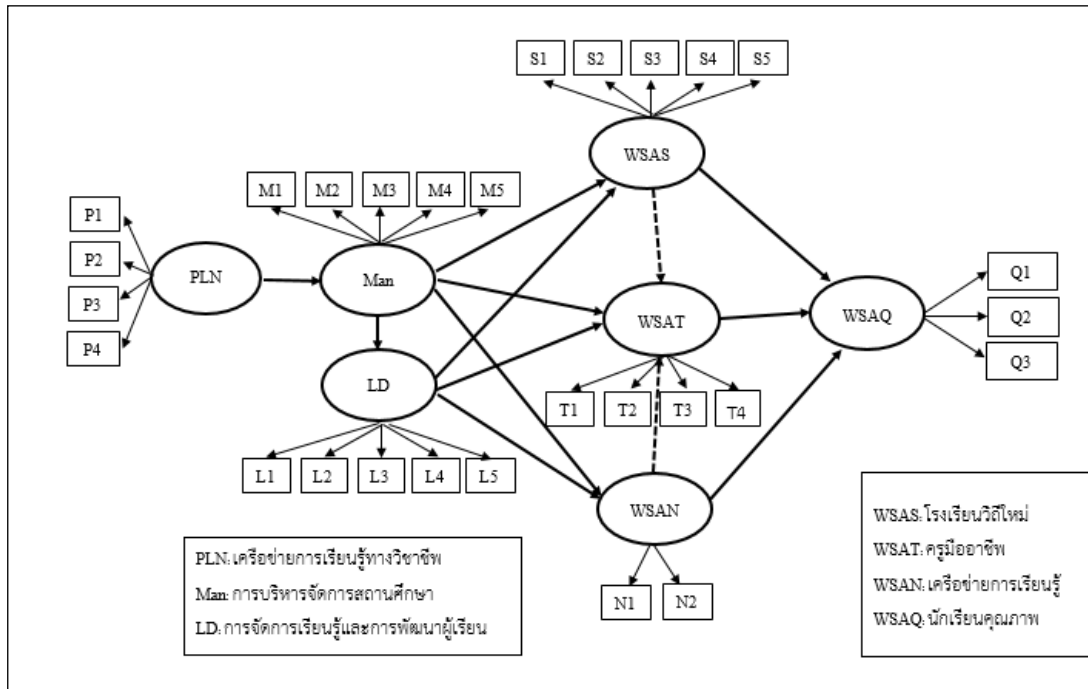 S1 S2 S3 S4 S5
WSAS
M1 M2 M3 M4 M5
P1
P2
P3
P4
PLN
Man
LD
L1 L2 L3 L4 L5
WSAT
T1 T2 T3 T4
WSAN
N1 N2
WSAQ
Q1
Q2
Q3
PLN: เครือข่ายการเรียนรู้ทางวิชาชีพ
Man: การบริหารจัดการสถานศึกษา
LD: การจัดการเรียนรู้และการพัฒนาผู้เรียน
WSAS: โรงเรียนวิถีใหม่
WSAT: ครูมืออาชีพ
WSAN: เครือข่ายการเรียนรู้
WSAQ: นักเรียนคุณภาพ